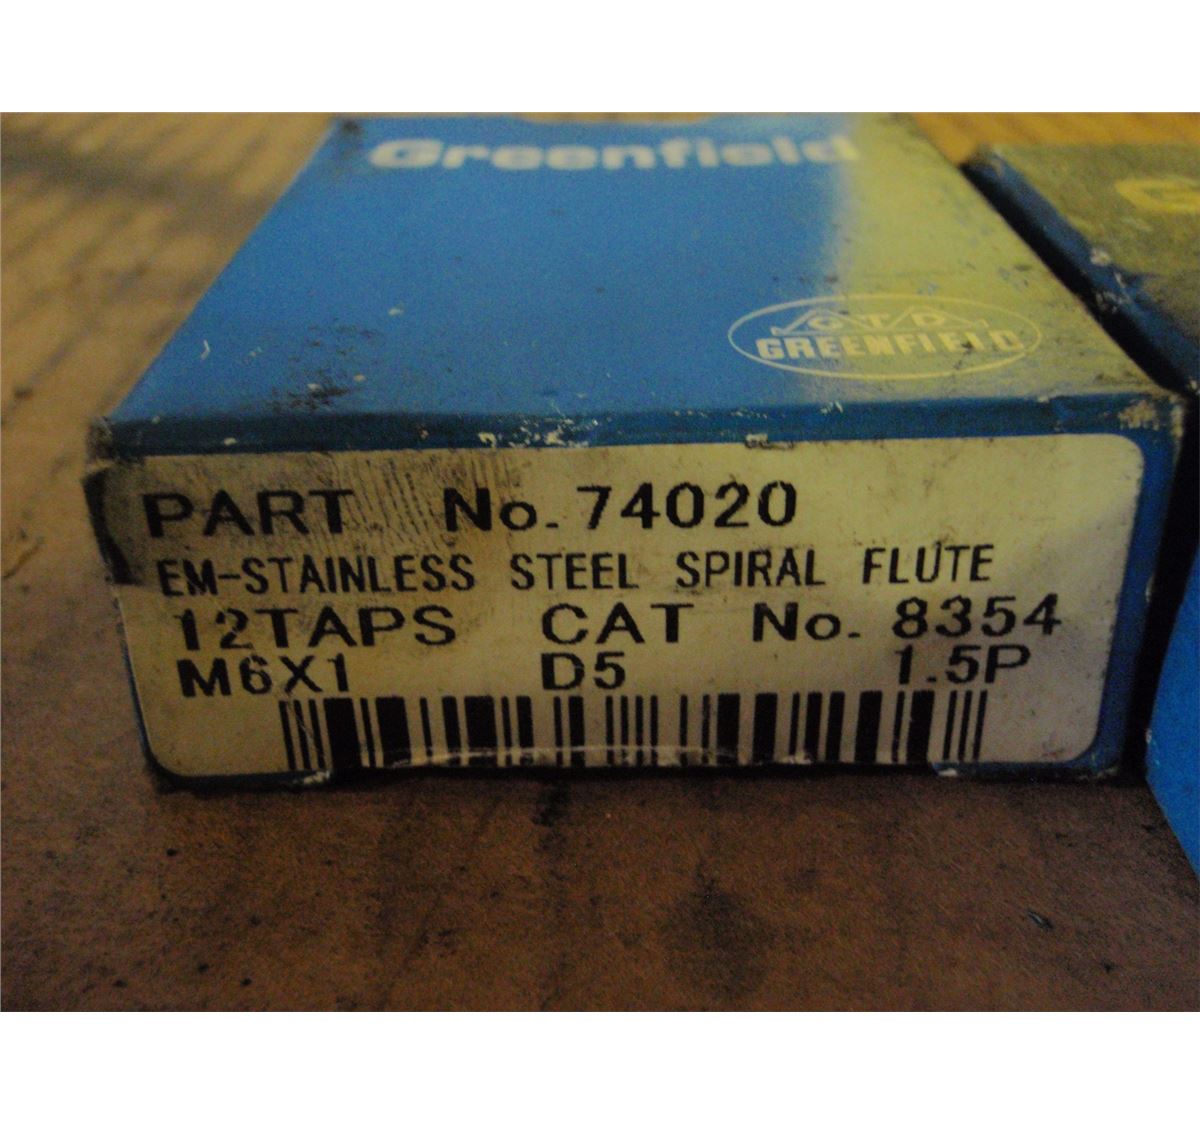 Greenfield
GTD
GREENFIELD
PART No. 74020
EM-STAINLESS STEEL SPIRAL FLUTE
12TAPS CAT No. 8354
M6X1 D5 1.5P